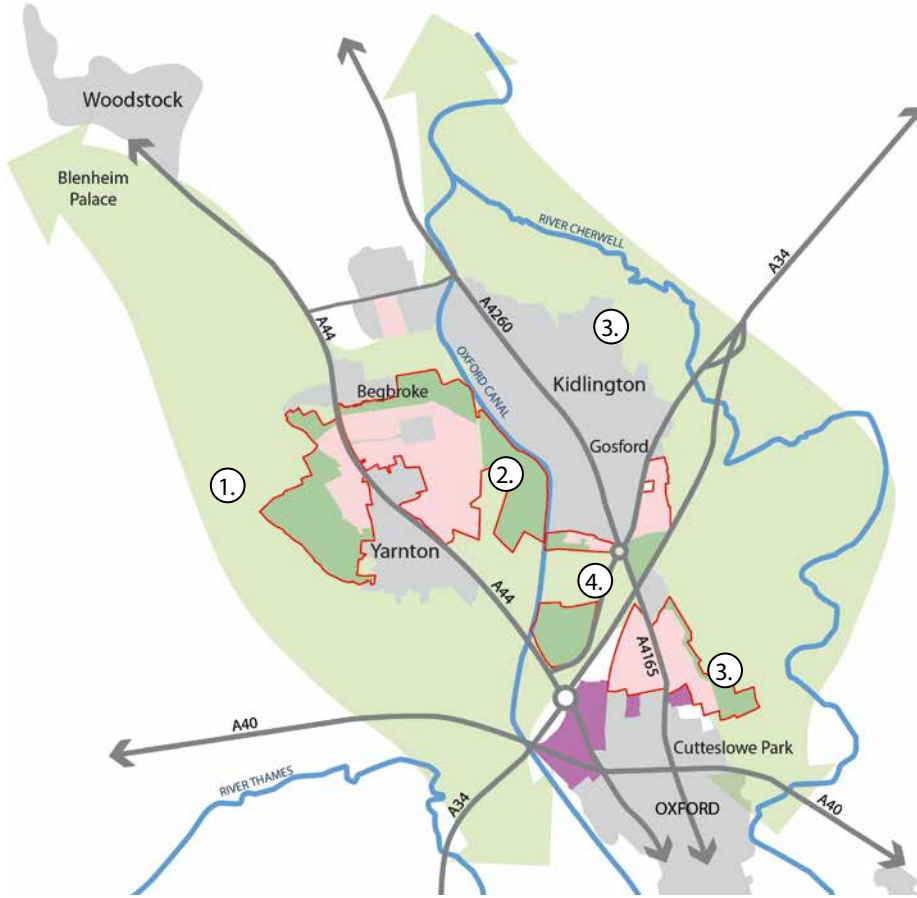 Woodstock
Blenheim
Palace
RIVER CHERWELL
A34
A4260
3.
A44
OXFORD CANAL
Kidlington
Begbroke
Gosford
1.
2.
Yarnton
4.
A44
A4165
3.
A40
Cutteslowe Park
RIVER THAMES
A34
OXFORD
A40